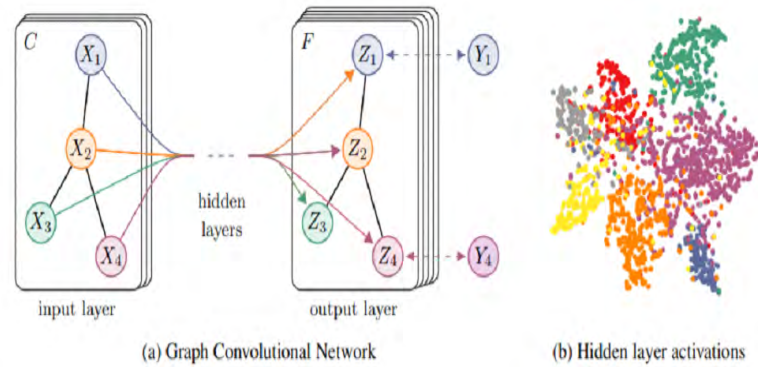 C
X1
X2
X3
X4
input layer
hidden
layers
F
Z1
Z2
Z3
Z4
output layer
Y1
Y4
(a) Graph Convolutional Network
(b) Hidden layer activations